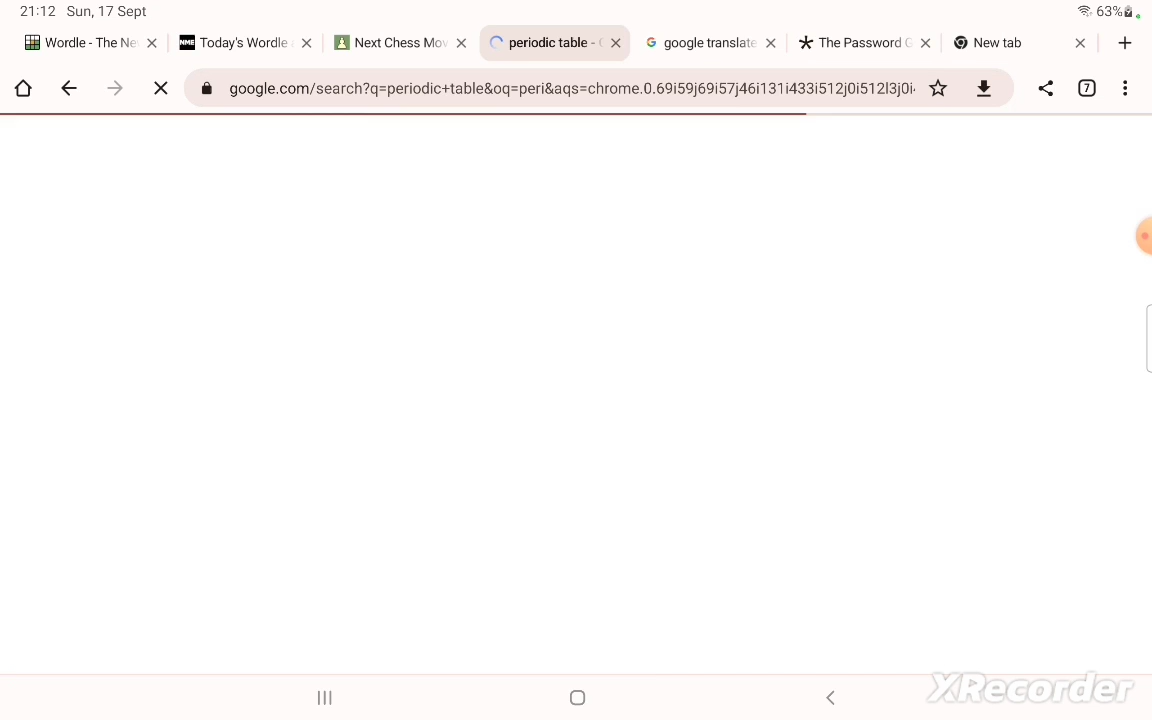 21:12 Sun, 17 Sept 63%
Wordle - The Ne NME Today's Wordle Next Chess Mov periodic table - google translate The Password G New tab
google.com/search?q=periodic+table&oq=peri&aqs=chrome.0.69i59j69i57j46i131i433i512j0i512l3j0i 7
XRecorder